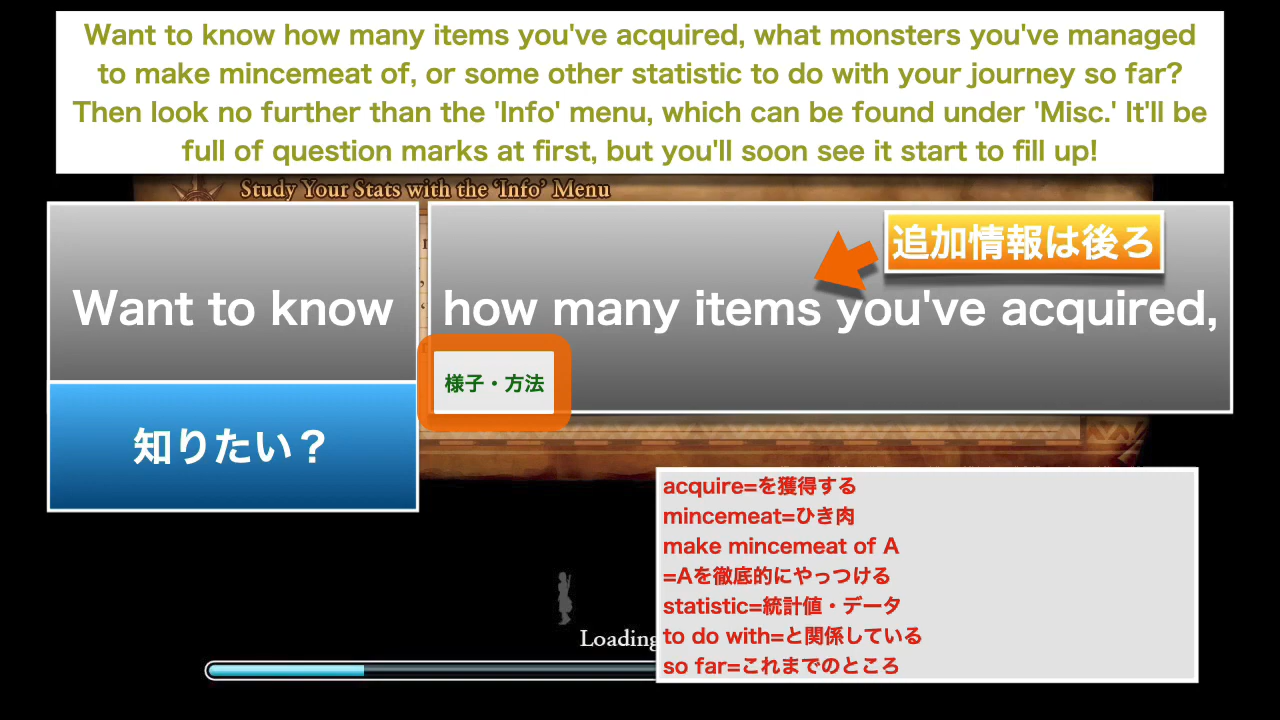 Want to know how many items you've acquired, what monsters you've managed
to make mincemeat of, or some other statistic to do with your journey so far?
Then look no further than the 'Info' menu, which can be found under 'Misc.' It'll be
full of question marks at first, but you'll soon see it start to fill up!
Study Your Stats with the ‘Info’ Menu
追加情報は後ろ
Want to know
how many items you've acquired,
様子・方法
知りたい？
acquire=を獲得する
mincemeat=ひき肉
make mincemeat of A
=Aを徹底的にやっつける
statistic=統計値・データ
to do with=と関係している
so far=これまでのところ
Loading